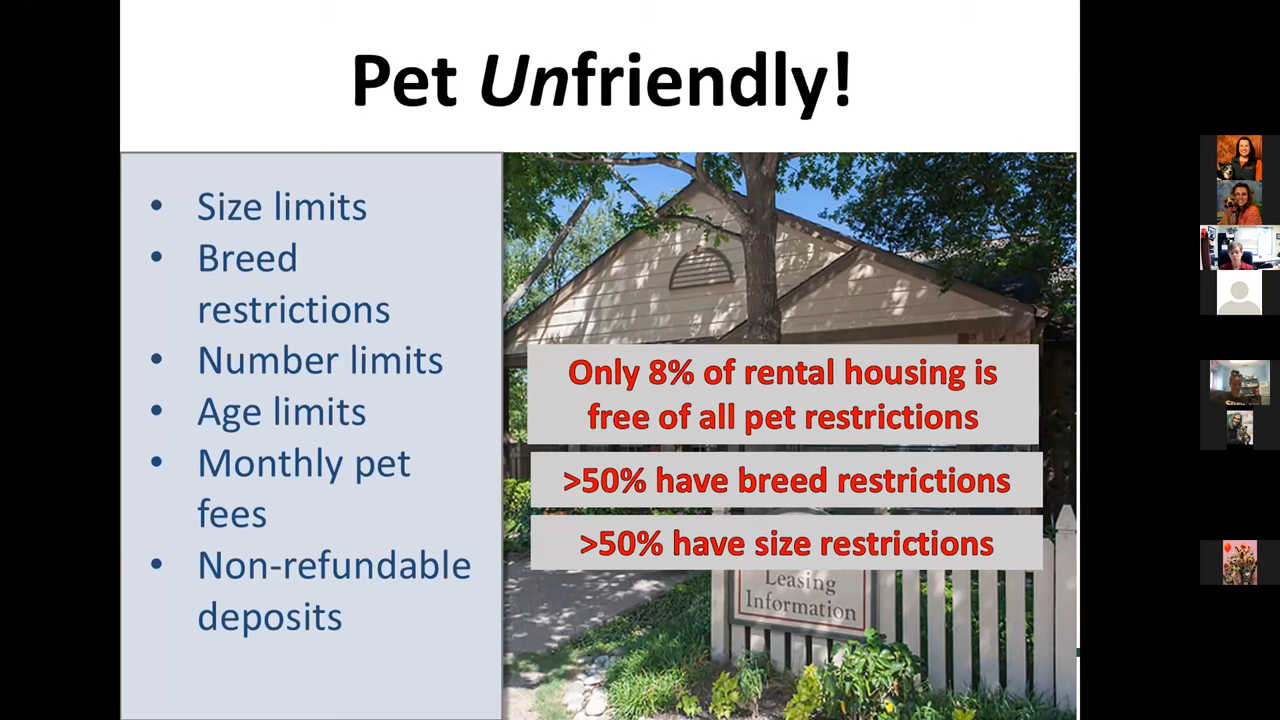 Pet Unfriendly!
• Size limits
• Breed
restrictions
• Number limits
• Age limits
• Monthly pet
fees
• Non-refundable
deposits
Only 8% of rental housing is
free of all pet restrictions
>50% have breed restrictions
>50% have size restrictions
Leasing
Information